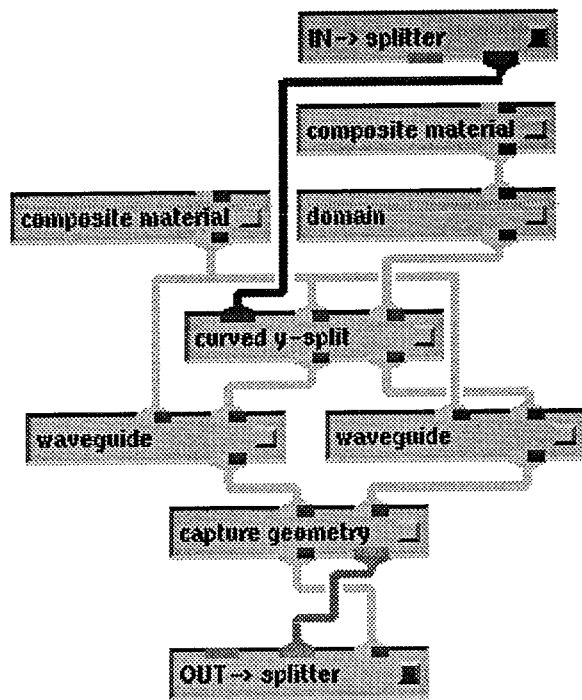 IN-> splitter
composite material
composite material
domain
curved y-split
waveguide
waveguide
capture geometry
OUT-> splitter